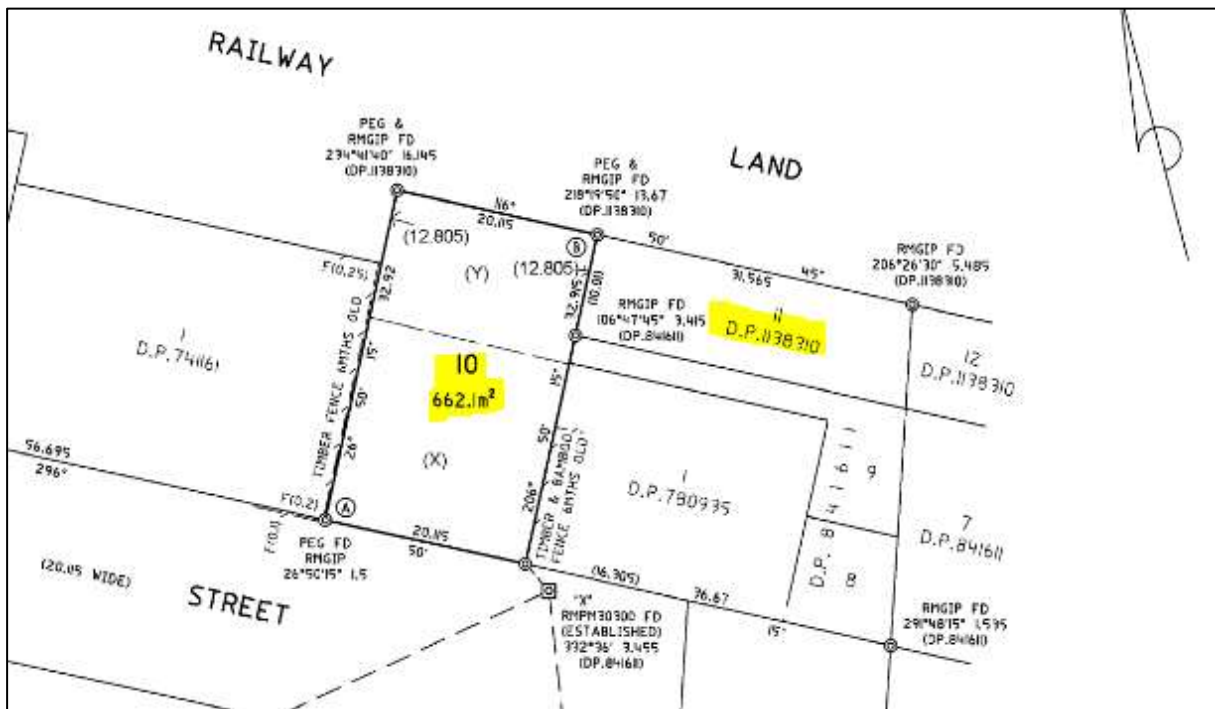 RAILWAY
LAND
PEG &
RMGIP FD
234°41'40" 16.145
(DP.1138310)
PEG &
RMGIP FD
218°19'50" 13.67
(DP.1138310)
RMGIP FD
206°26'30" 5.485
(DP.1138310)
116°
20.115
50'
31.565
45"
(12.805)
(Y)
(12.805)
B
F(0.25)
32.92
32.915
(10.01)
RMGIP FD
106°47'45" 3.415
(DP.841611)
11
D.P.1138310
12
D.P.1138310
1
D.P.741161
TIMBER FENCE 6MTHS OLD
26°
50'
15"
10
662.1m²
(X)
206°
50'
15"
TIMBER & BAMBOO
FENCE 6MTHS OLD
1
D.P.780935
D.P. 841611
9
8
7
D.P.841611
56.695
296°
F(0.2)
A
F(0.1)
PEG FD
RMGIP
26°50'15" 1.5
20.115
50'
(16.305)
36.67
15"
(20.115 WIDE)
STREET
"X"
RMPM30300 FD
(ESTABLISHED)
332°36' 3.455
(DP.841611)
RMGIP FD
291°48'15" 1.535
(DP.841611)